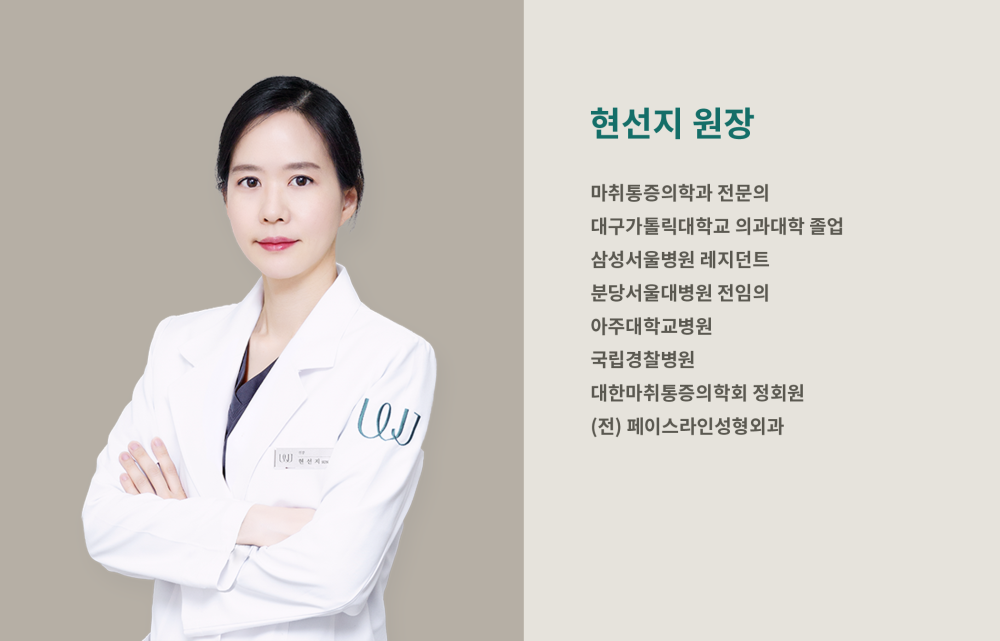 현선지 원장
마취통증의학과 전문의
대구가톨릭대학교 의과대학 졸업
삼성서울병원 레지던트
분당서울대병원 전임의
아주대학교병원
국립경찰병원
대한마취통증의학회 정회원
(전) 페이스라인성형외과
현선지